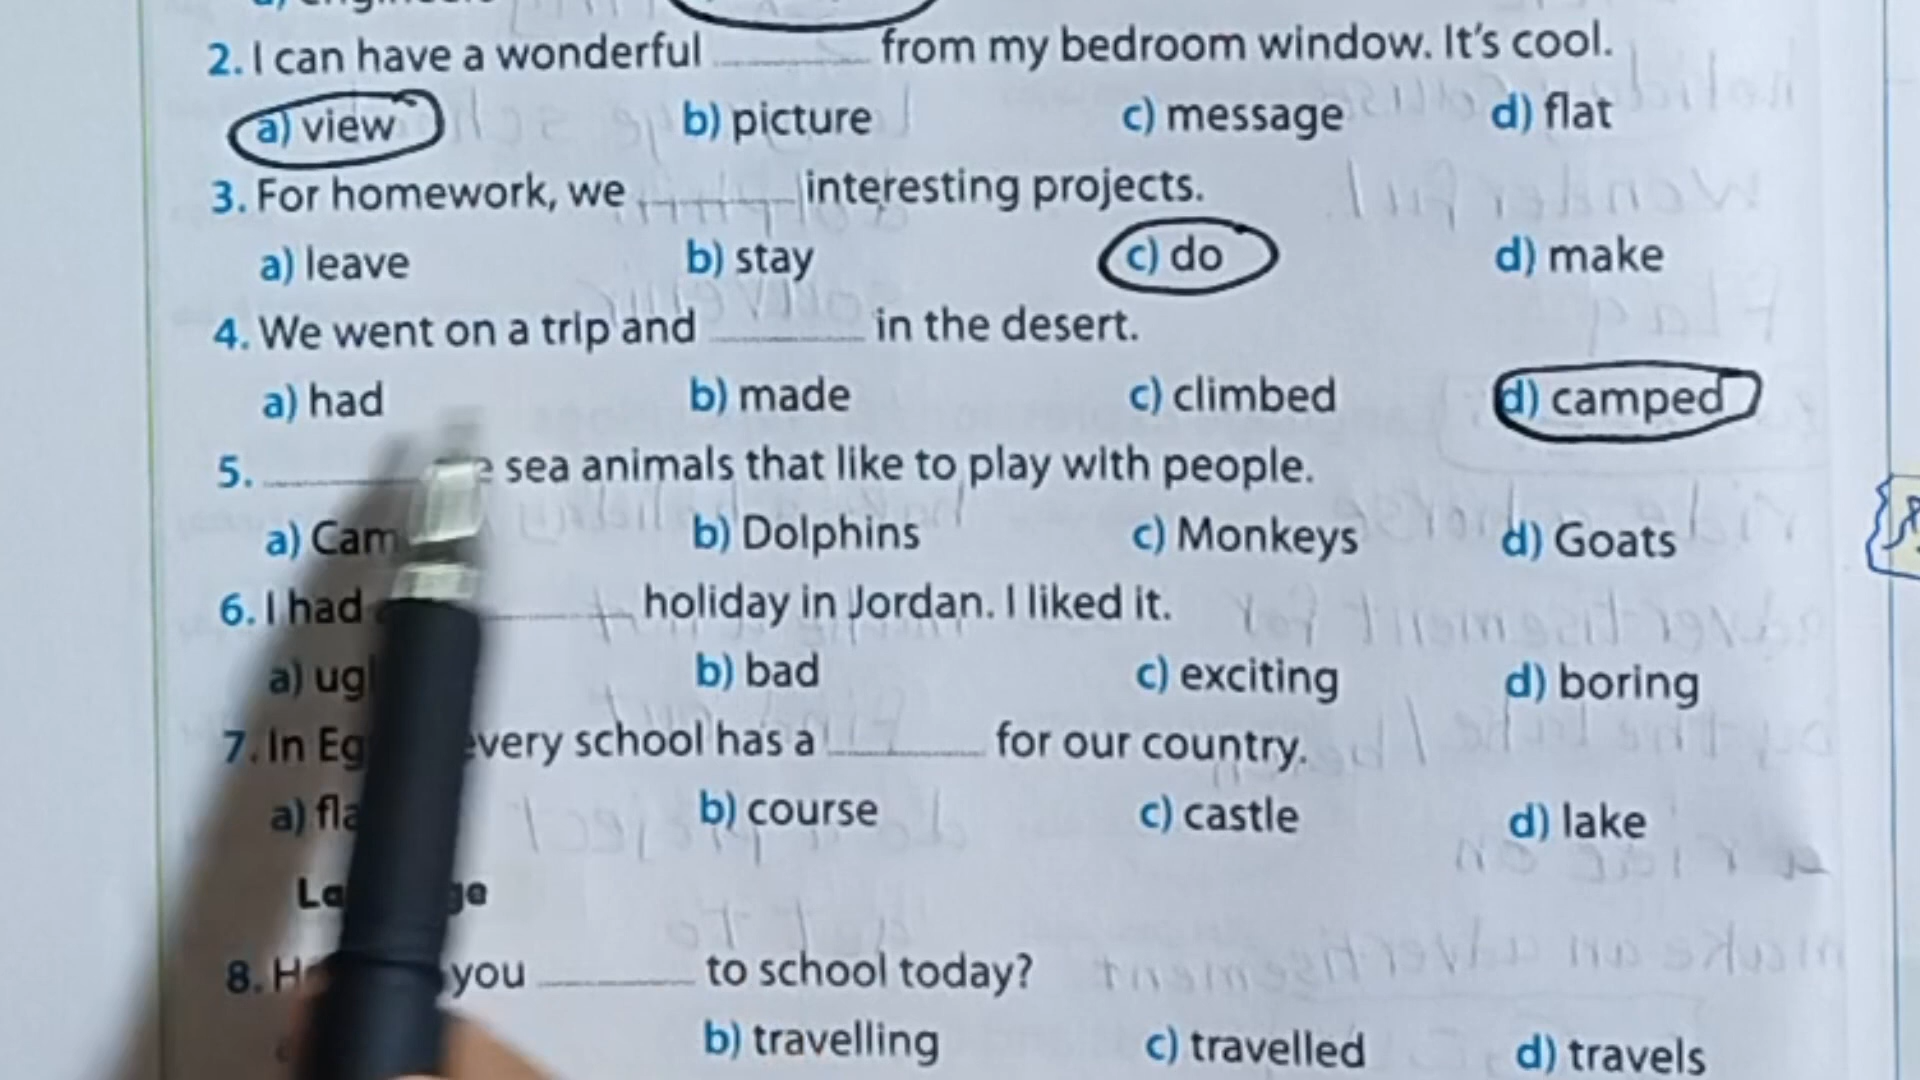 2. I can have a wonderful ______ from my bedroom window. It's cool.
a) view b) picture c) message d) flat
3. For homework, we ______ interesting projects.
a) leave b) stay c) do d) make
4. We went on a trip and ______ in the desert.
a) had b) made c) climbed d) camped
5. ______ sea animals that like to play with people.
a) b) Dolphins c) Monkeys d) Goats
6. I had ______ holiday in Jordan. I liked it.
a) b) bad c) exciting d) boring
7. In every school has a ______ for our country.
a) b) course c) castle d) lake
8. you ______ to school today?
b) travelling c) travelled d) travels